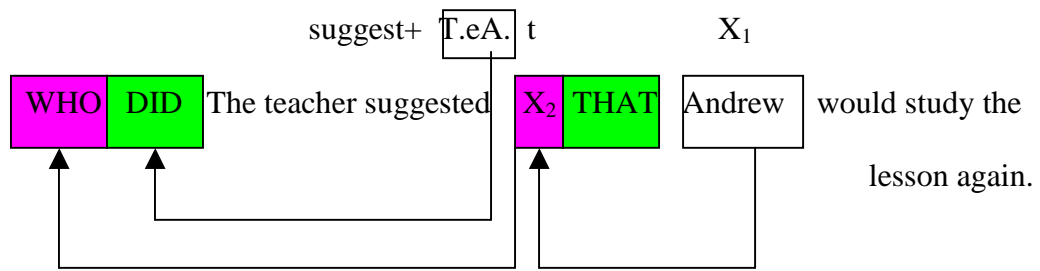 suggest+ T.eA. t X₁
WHO DID The teacher suggested X₂ THAT Andrew would study the
lesson again.